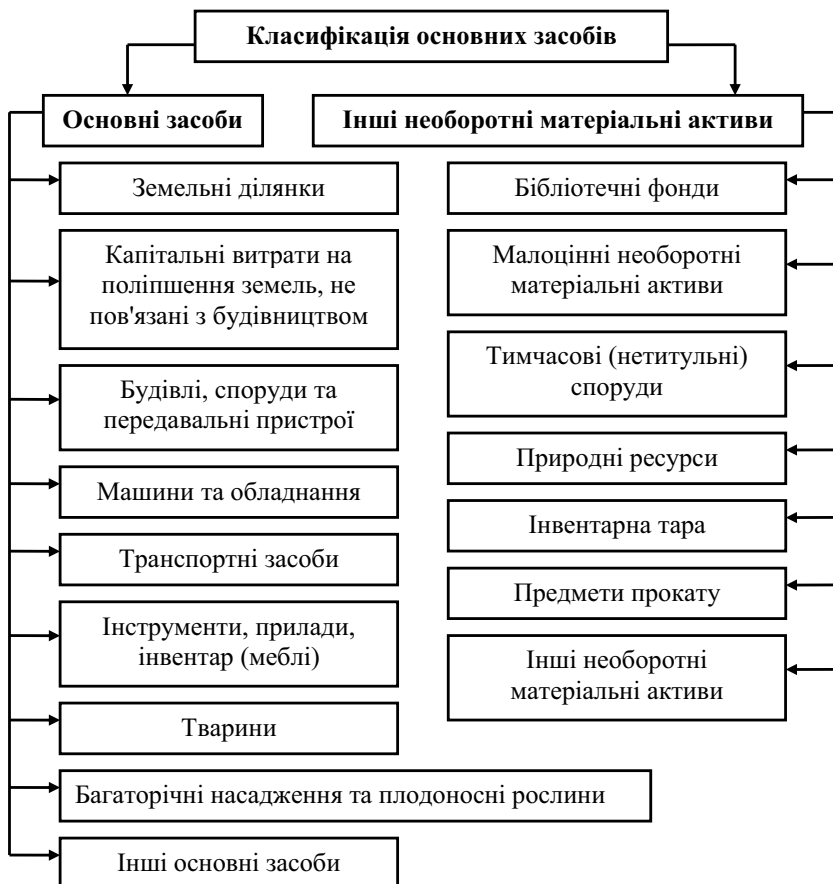 Класифікація основних засобів
Основні засоби
Земельні ділянки
Капітальні витрати на
поліпшення земель, не
пов'язані з будівництвом
Будівлі, споруди та
передавальні пристрої
Машини та обладнання
Транспортні засоби
Інструменти, прилади,
інвентар (меблі)
Тварини
Багаторічні насадження та плодоносні рослини
Інші основні засоби
Інші необоротні матеріальні активи
Бібліотечні фонди
Малоцінні необоротні
матеріальні активи
Тимчасові (нетитульні)
споруди
Природні ресурси
Інвентарна тара
Предмети прокату
Інші необоротні
матеріальні активи